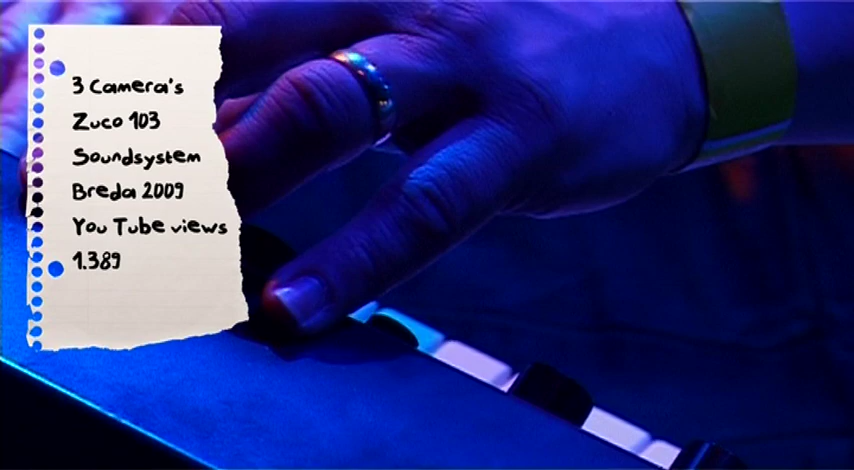 3 Camera's
Zuco 103
Soundsystem
Breda 2009
You Tube views
1.389